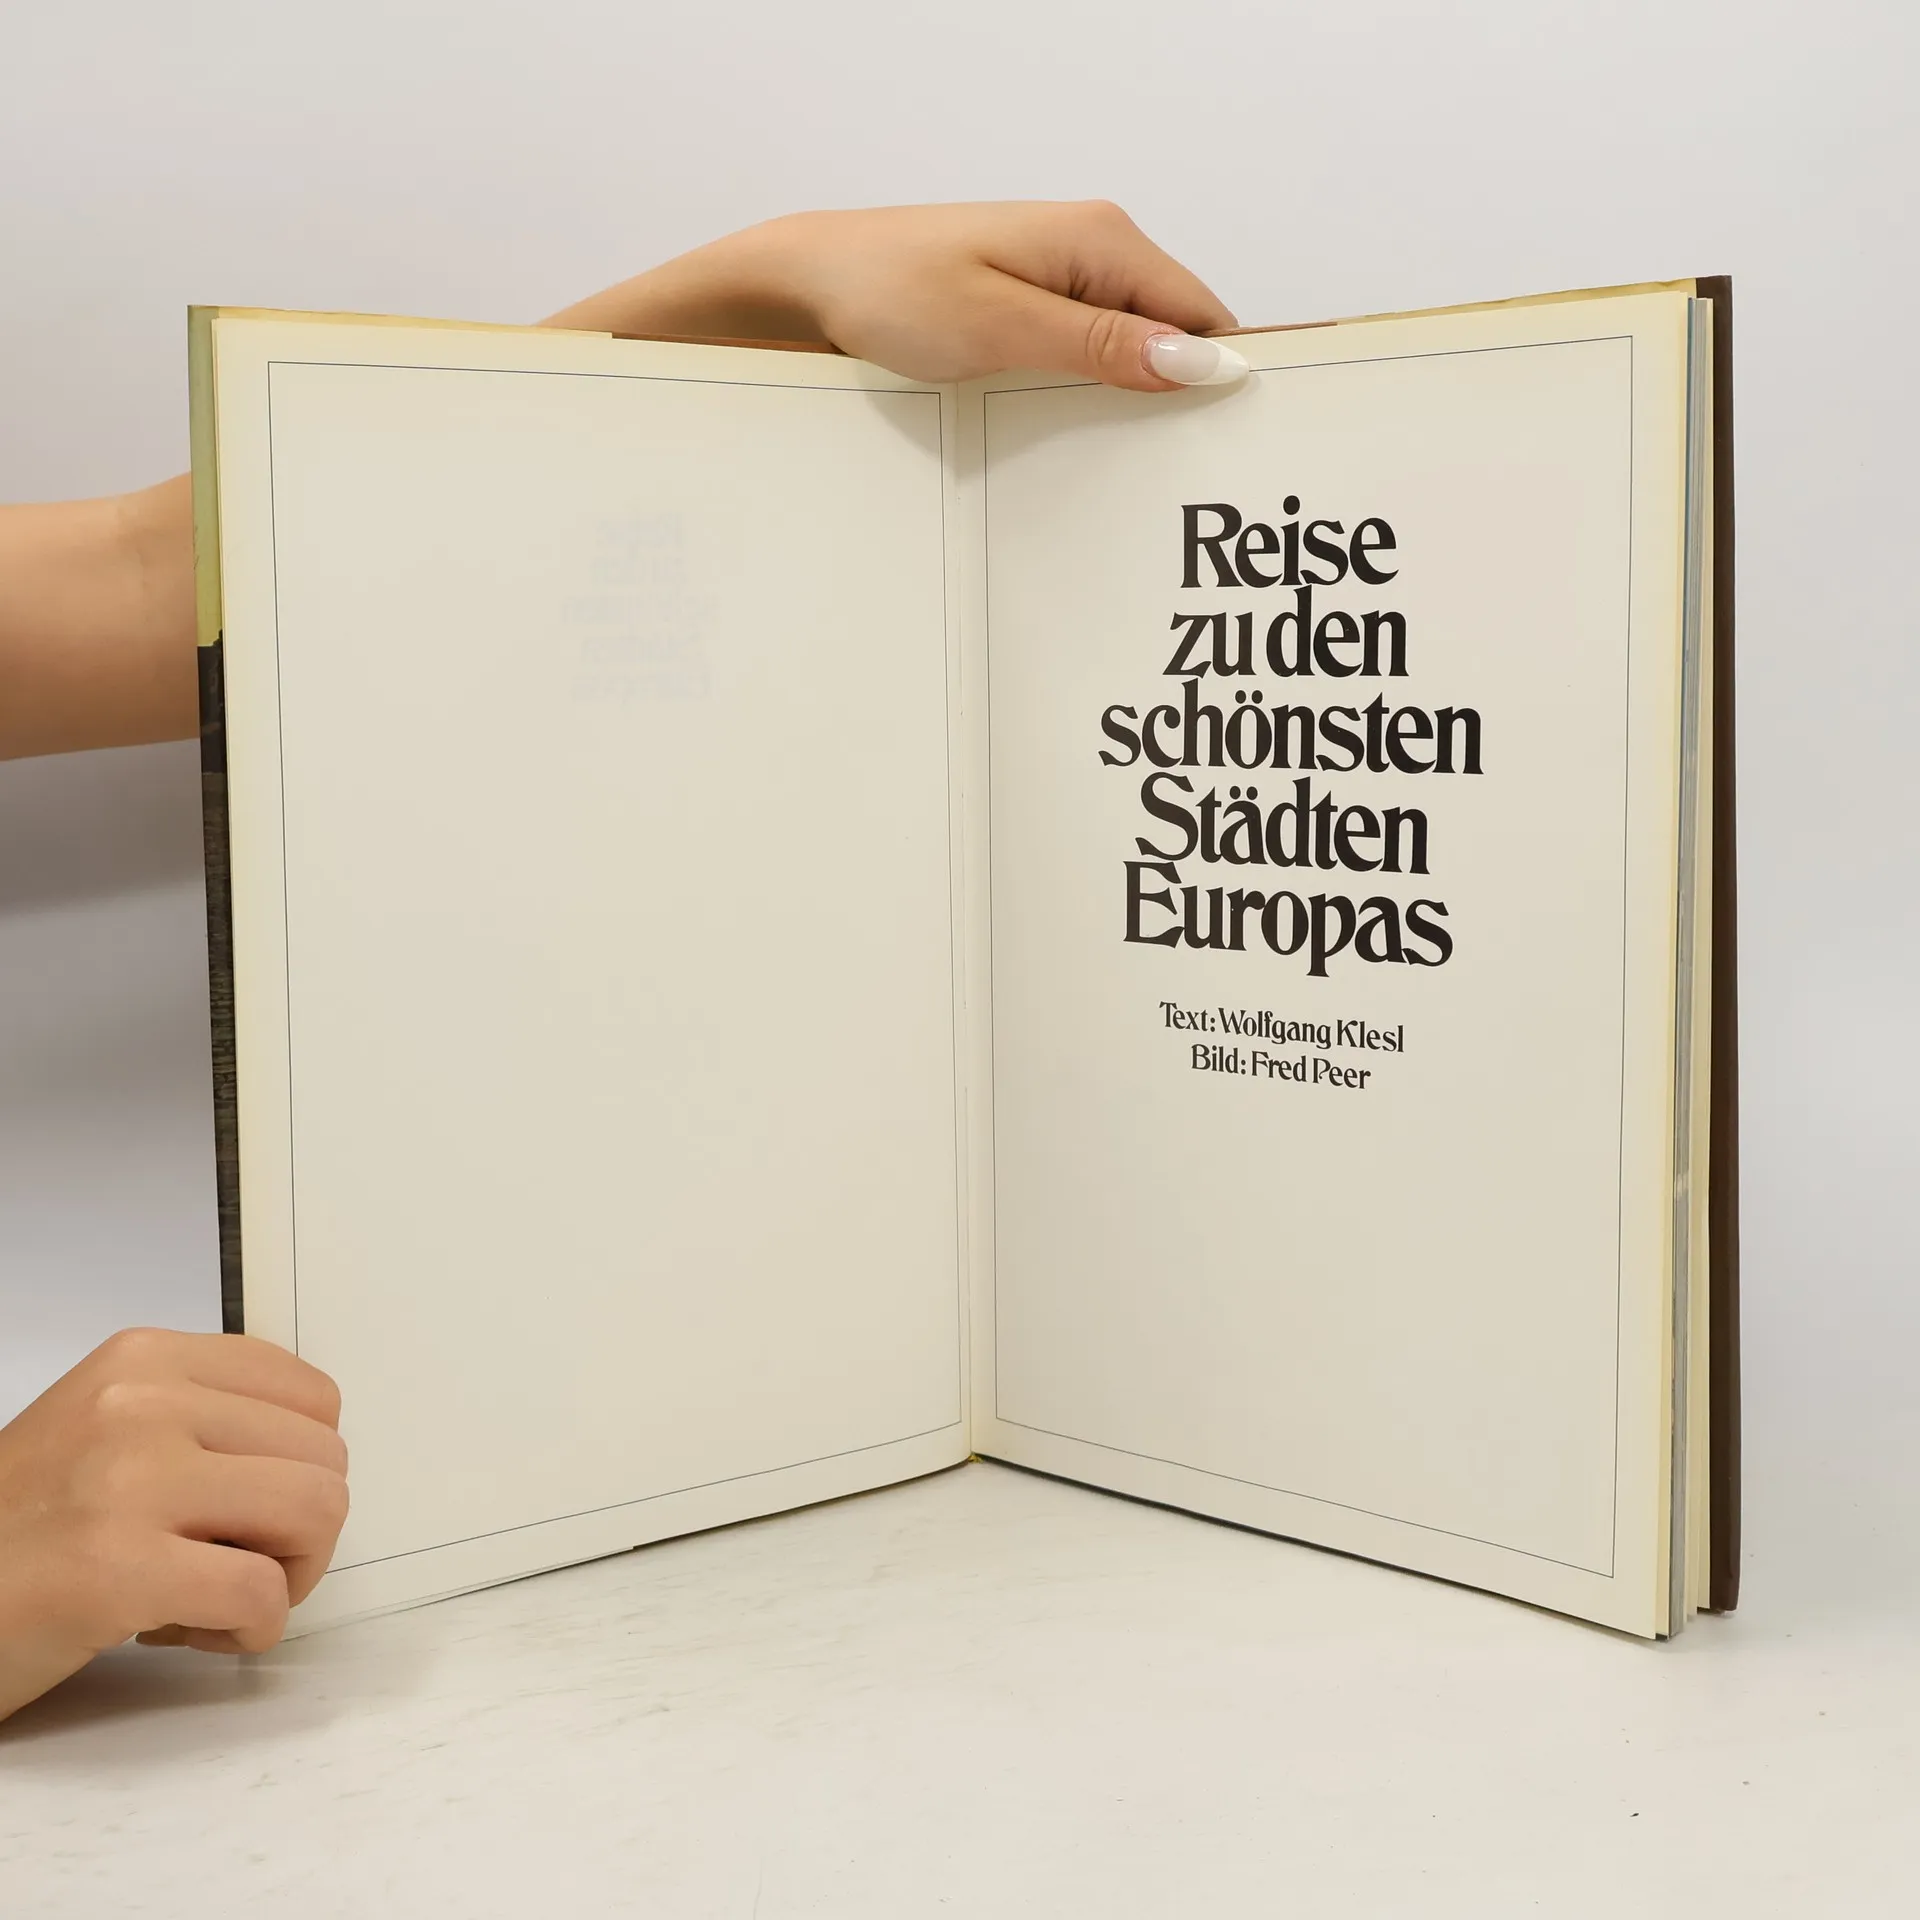 Reise
zu den
schönsten
Städten
Europas
Text: Wolfgang Klesl
Bild: Fred Peer